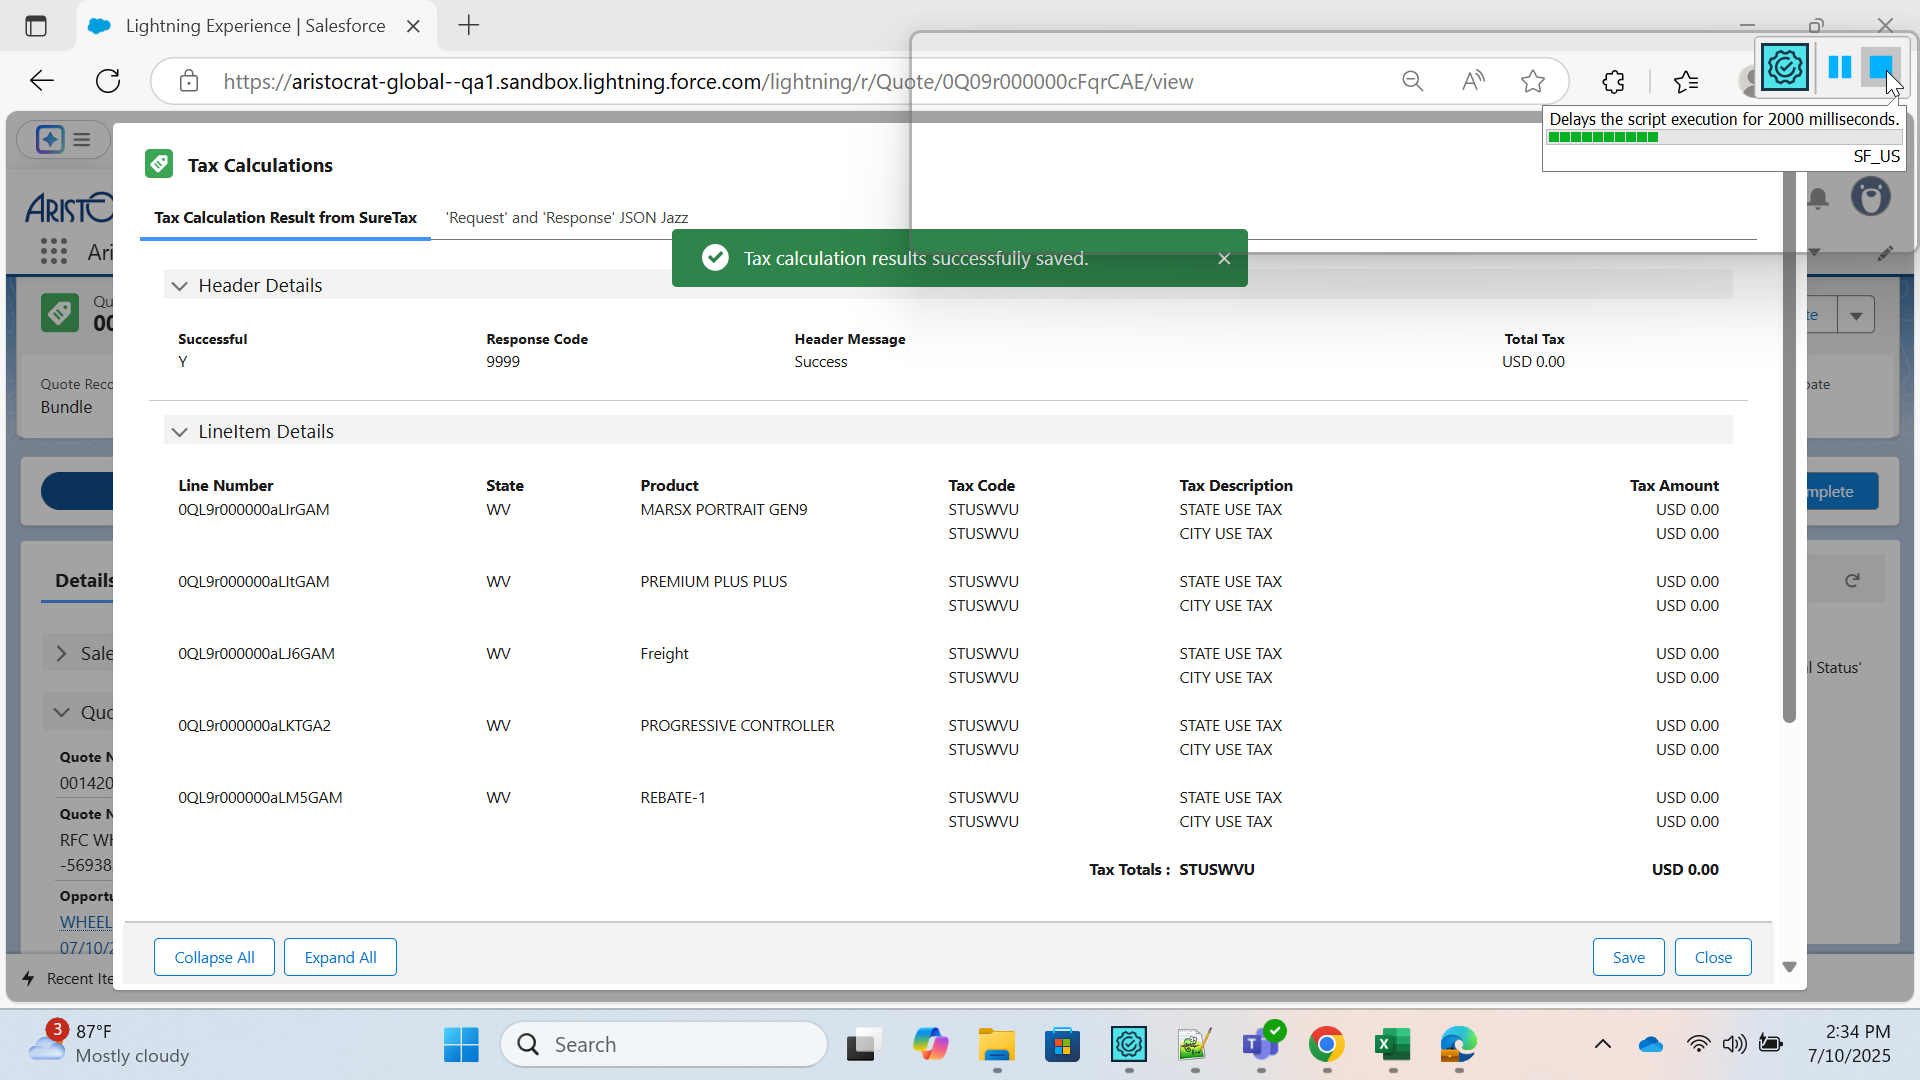 Lightning Experience | Salesforce
https://aristocrat-global--qa1.sandbox.lightning.force.com/lightning/r/Quote/0Q09r000000cFqrCAE/view
Delays the script execution for 2000 milliseconds.
SF_US
Tax Calculations
Tax Calculation Result from SureTax
'Request' and 'Response' JSON Jazz
Tax calculation results successfully saved.
Header Details
Successful Response Code Header Message Total Tax
Y 9999 Success USD 0.00
LineItem Details
Line Number State Product Tax Code Tax Description Tax Amount
0QL9r000000aLIrGAM WV MARSX PORTRAIT GEN9 STUSWVU STATE USE TAX USD 0.00
STUSWVU CITY USE TAX USD 0.00
0QL9r000000aLItGAM WV PREMIUM PLUS PLUS STUSWVU STATE USE TAX USD 0.00
STUSWVU CITY USE TAX USD 0.00
0QL9r000000aLJ6GAM WV Freight STUSWVU STATE USE TAX USD 0.00
STUSWVU CITY USE TAX USD 0.00
0QL9r000000aLKTGA2 WV PROGRESSIVE CONTROLLER STUSWVU STATE USE TAX USD 0.00
STUSWVU CITY USE TAX USD 0.00
0QL9r000000aLM5GAM WV REBATE-1 STUSWVU STATE USE TAX USD 0.00
STUSWVU CITY USE TAX USD 0.00
Tax Totals : STUSWVU USD 0.00
Collapse All
Expand All
Save
Close
ARISTO
Ari
Qu
00
Quote Reco
Bundle
Details
Sale
Quo
Quote N
001420
Quote N
RFC WH
-56938
Opportu
WHEEL
07/10/2
Recent Ite
te
mplete
l Status'
3
87°F
Mostly cloudy
Search
2:34 PM
7/10/2025